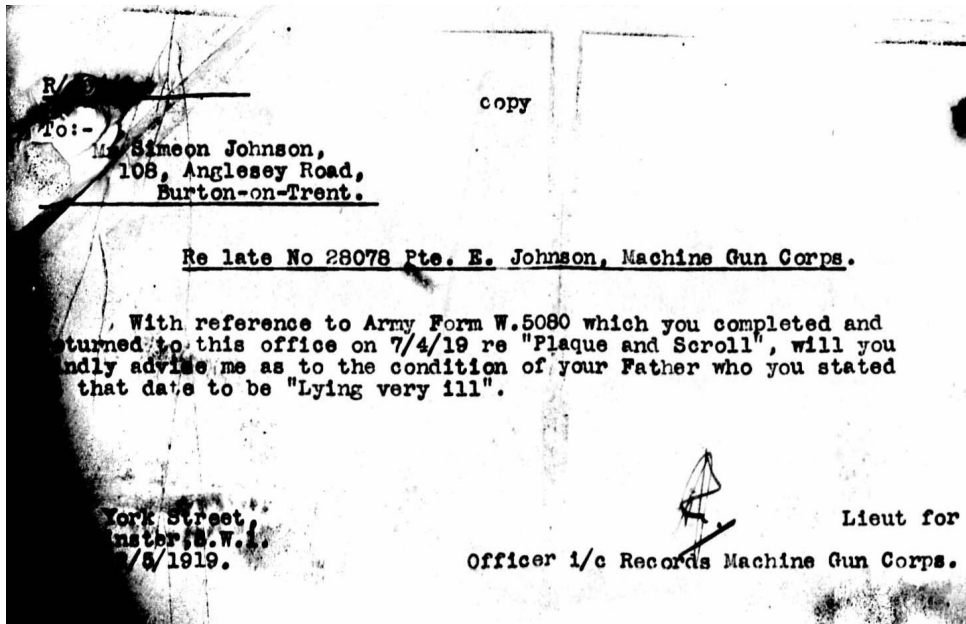 R/
copy
To:-
Simeon Johnson,
108, Anglesey Road,
Burton-on-Trent.
Re late No 28078 Pte. E. Johnson, Machine Gun Corps.
With reference to Army Form W.5080 which you completed and
to this office on 7/4/19 re "Plaque and Scroll", will you
advise me as to the condition of your Father who you stated
that date to be "Lying very ill".
York Street,
S.W.1.
/5/1919.
Lieut for
Officer i/c Records Machine Gun Corps.